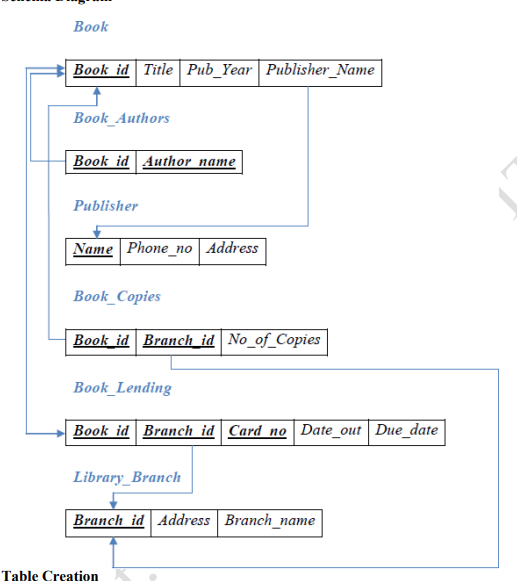 Schema Diagram
Book
Book_id Title Pub_Year Publisher_Name
Book_Authors
Book_id Author_name
Publisher
Name Phone_no Address
Book_Copies
Book_id Branch_id No_of_Copies
Book_Lending
Book_id Branch_id Card_no Date_out Due_date
Library_Branch
Branch_id Address Branch_name
Table Creation